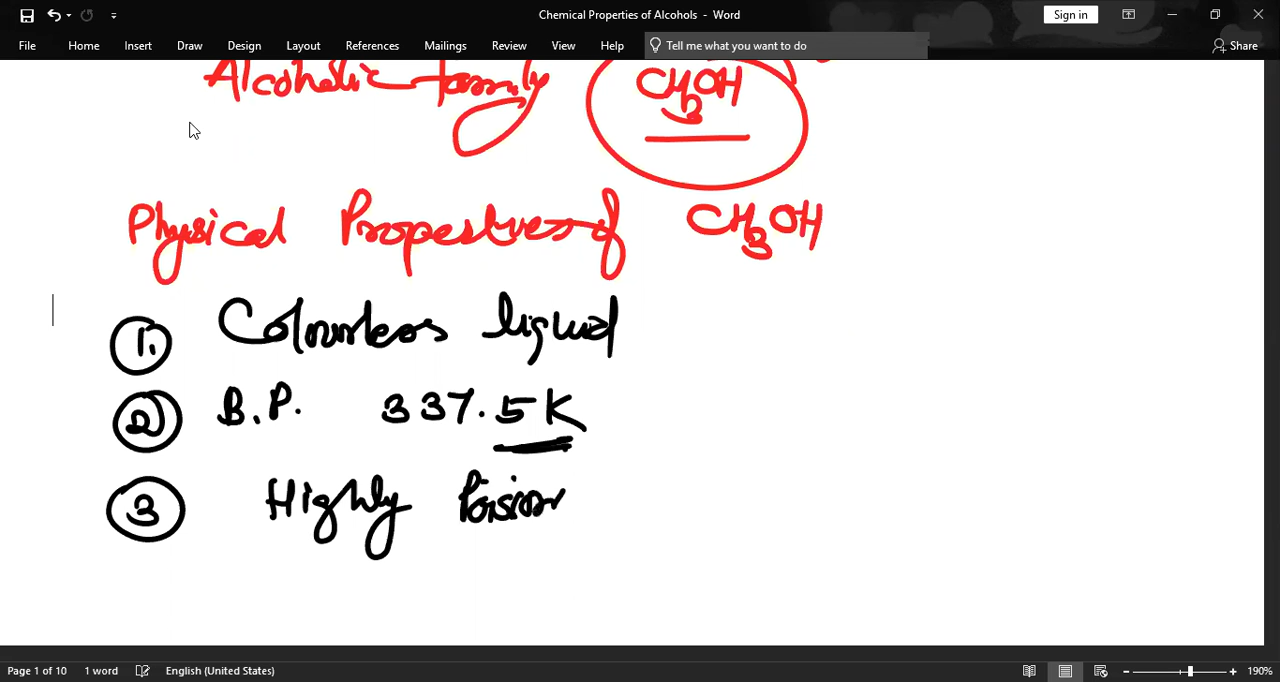 Chemical Properties of Alcohols - Word
Sign in
File Home Insert Draw Design Layout References Mailings Review View Help Tell me what you want to do Share
Alcoholic family CH3OH
Physical Properties of CH3OH
1. Colourless liquid
2 B.P. 337.5K
3 Highly
Page 1 of 10 1 word English (United States) 190%